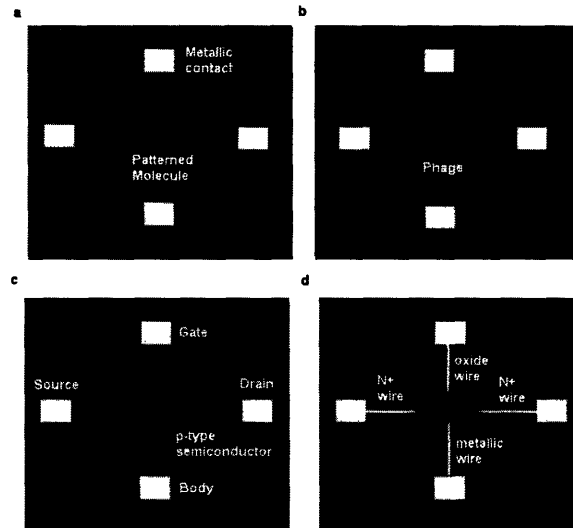 a
Metallic
contact
Patterned
Molecule
b
Phage
c
Gate
Source
Drain
p-type
semiconductor
Body
d
oxide
wire
N+
wire
N+
wire
metallic
wire